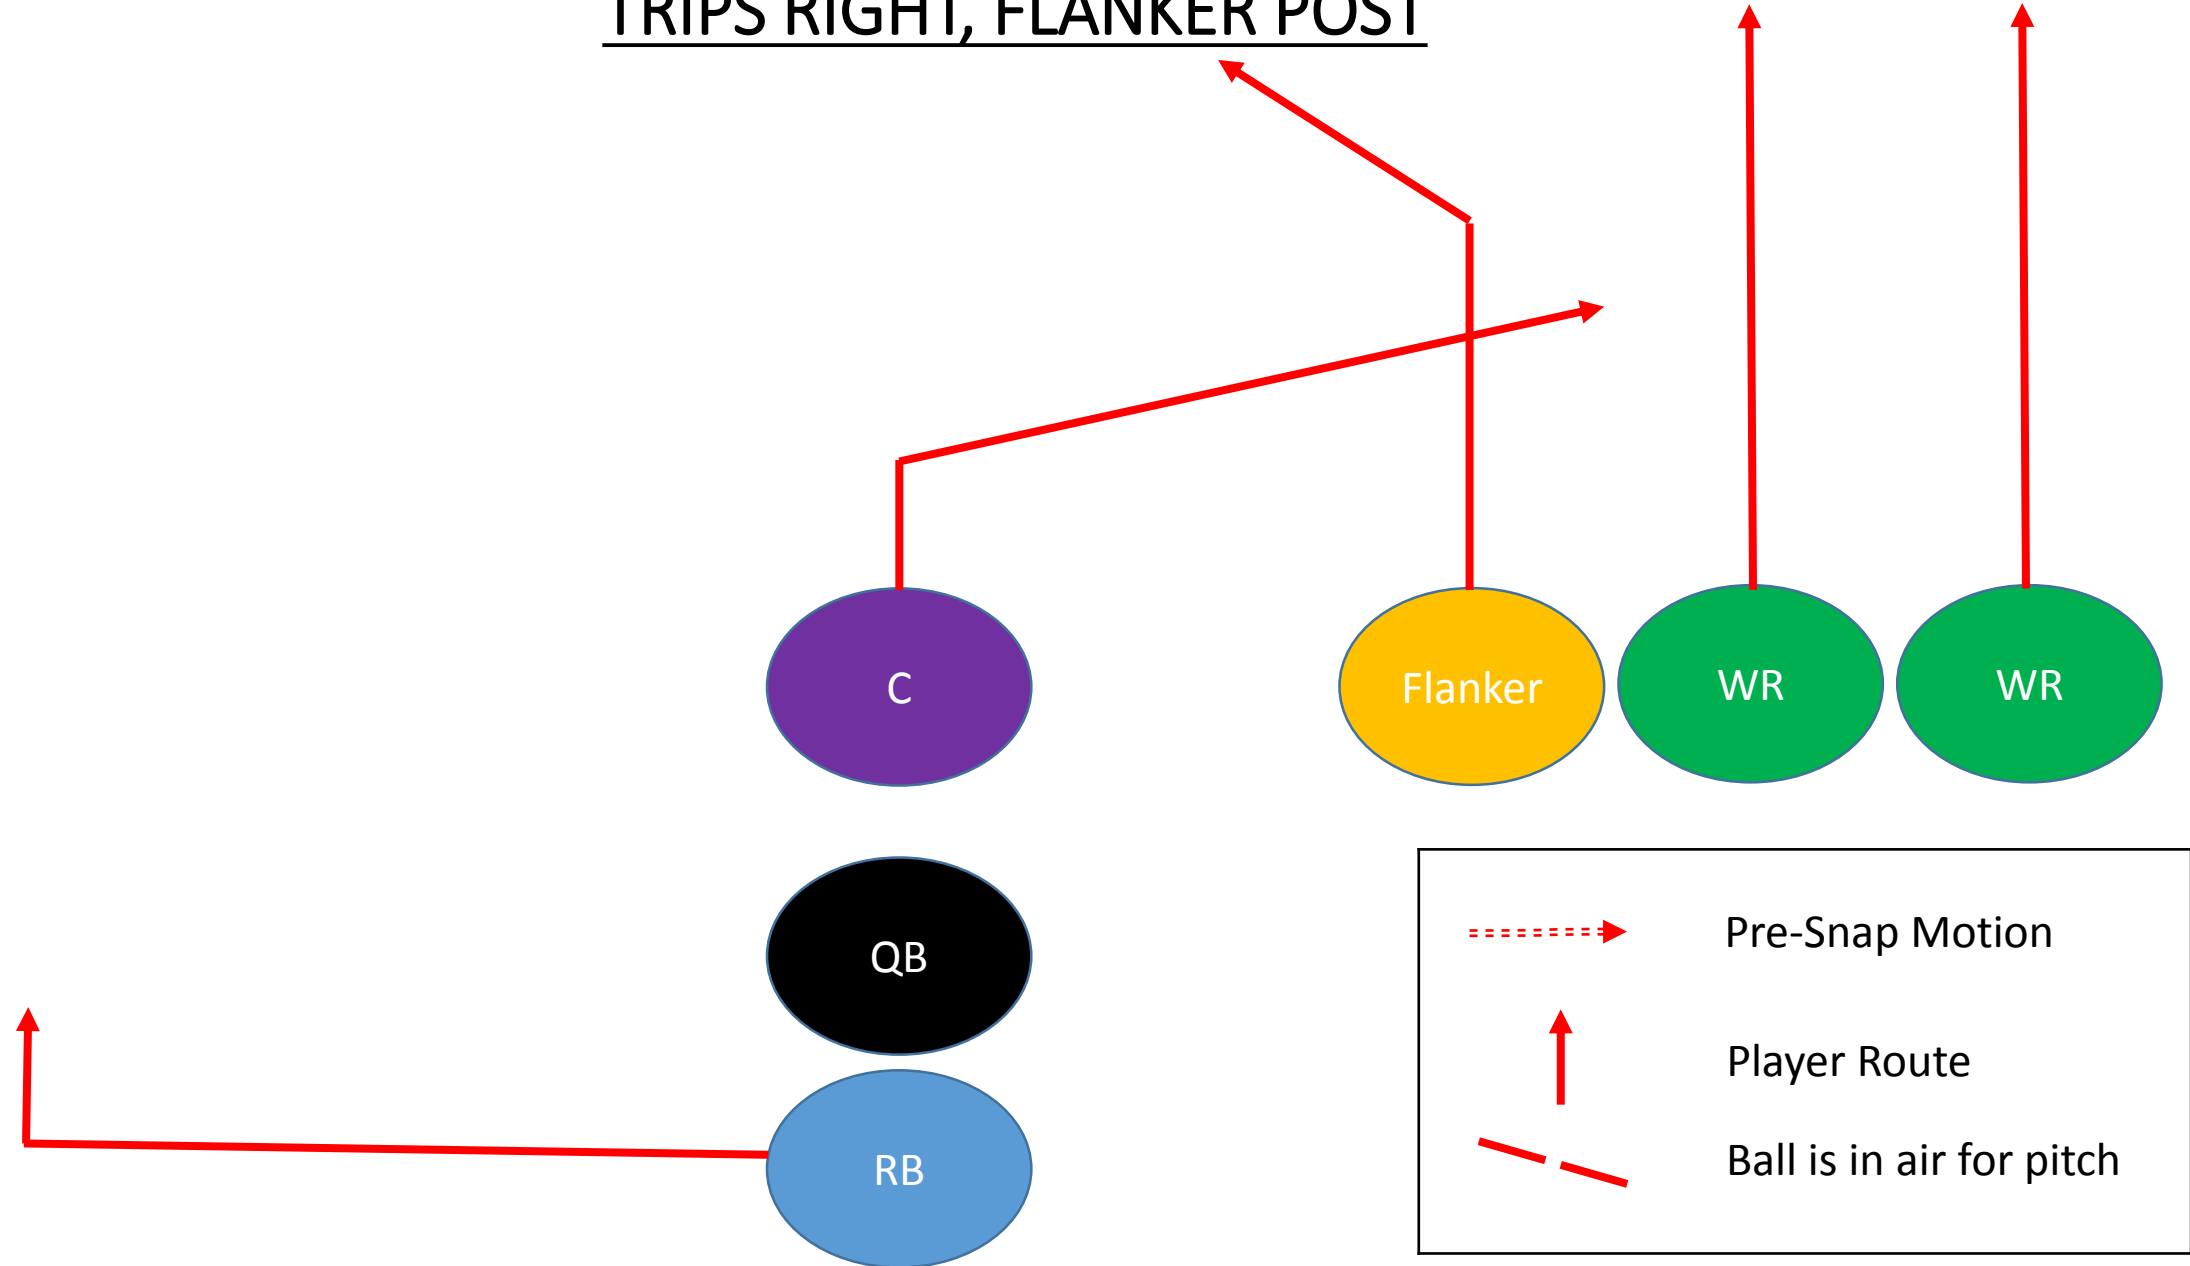 TRIPS RIGHT, FLANKER POST
C
Flanker
WR
WR
QB
RB
Pre-Snap Motion
Player Route
Ball is in air for pitch